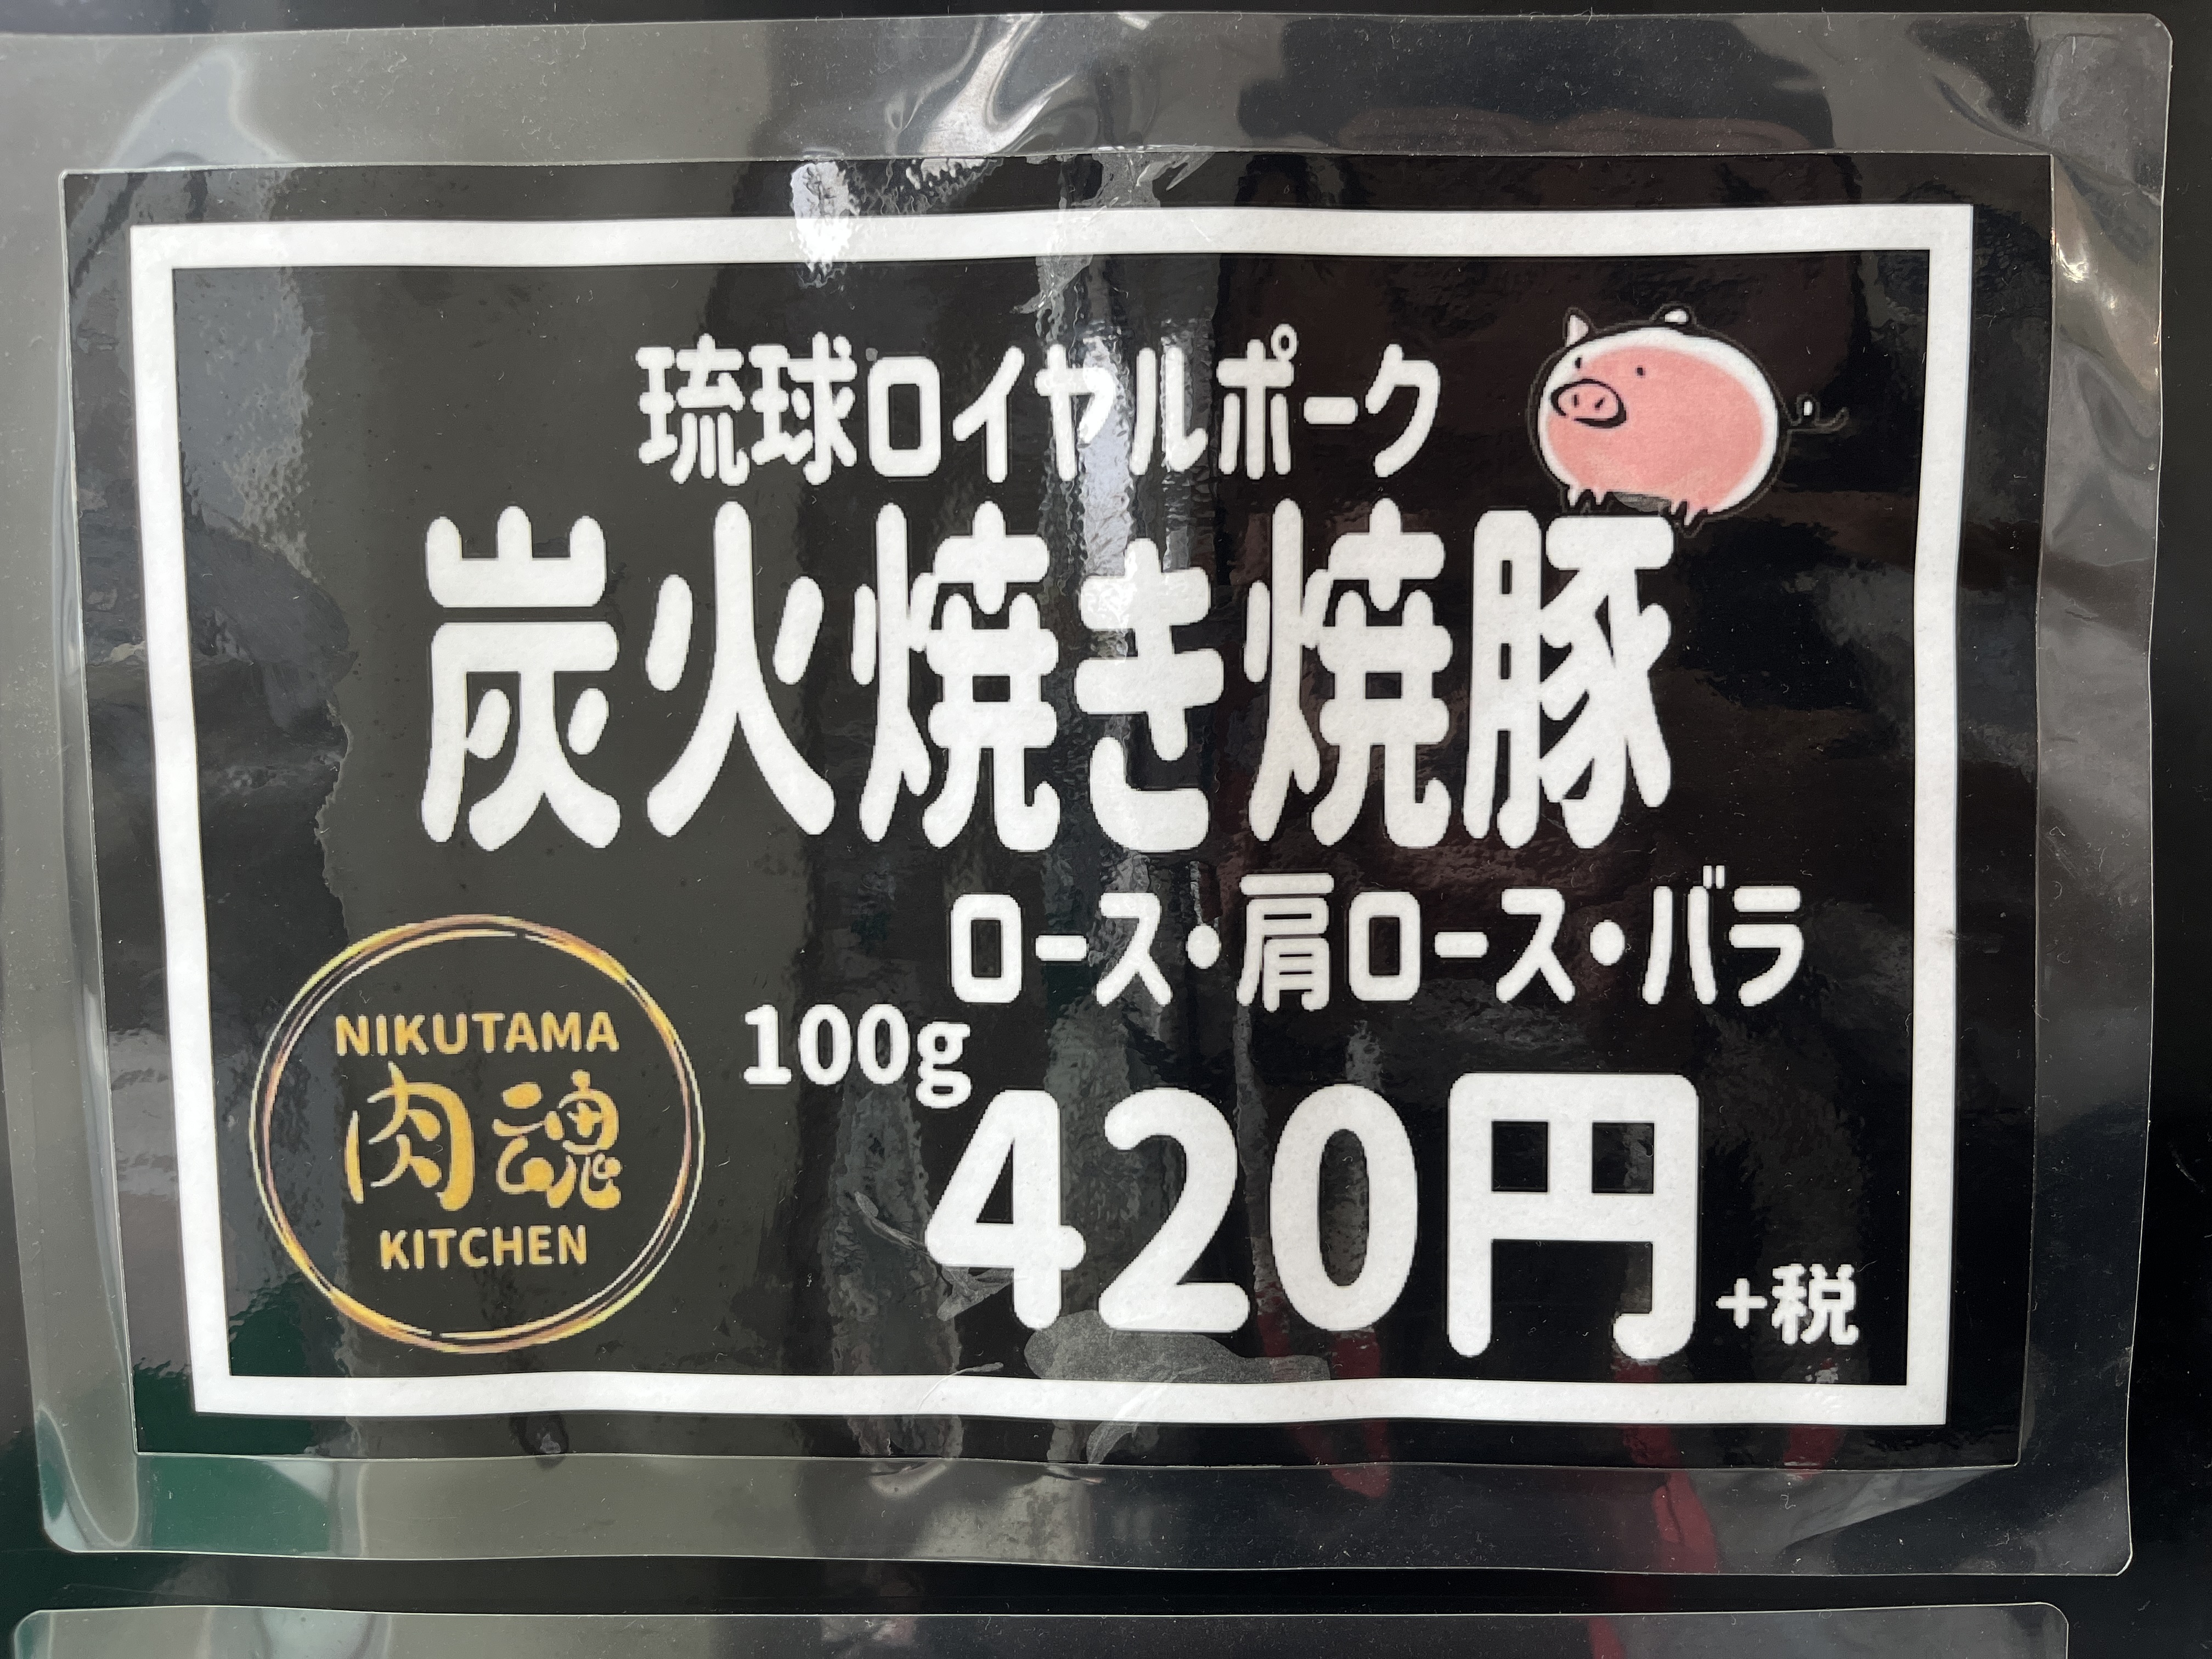 琉球ロイヤルポーク
炭火焼き焼豚
ロース・肩ロース・バラ
100g
420円+税
NIKUTAMA
肉魂
KITCHEN